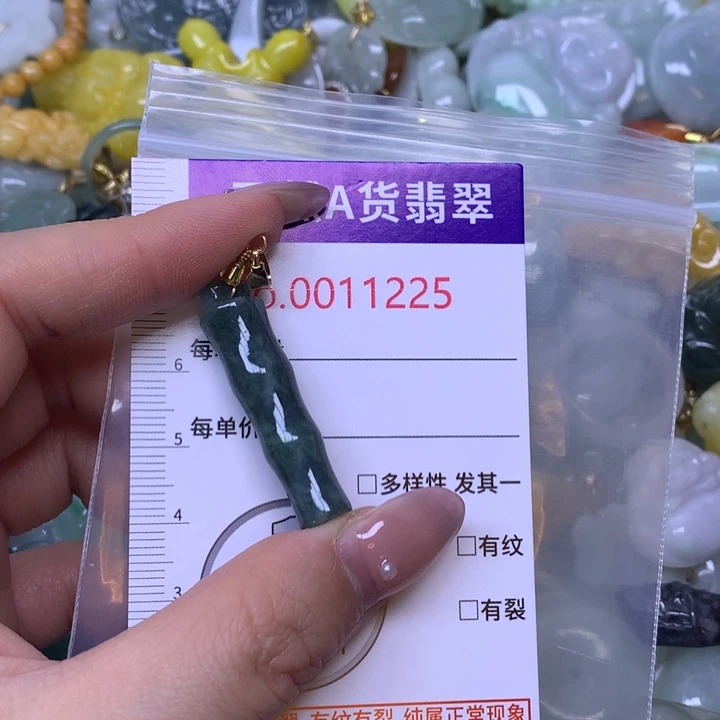 A货翡翠
.0011225
每
每单价
□多样性 发其一
□有纹
□有裂
有纹有裂 纯属正常现象
6
5
4
3